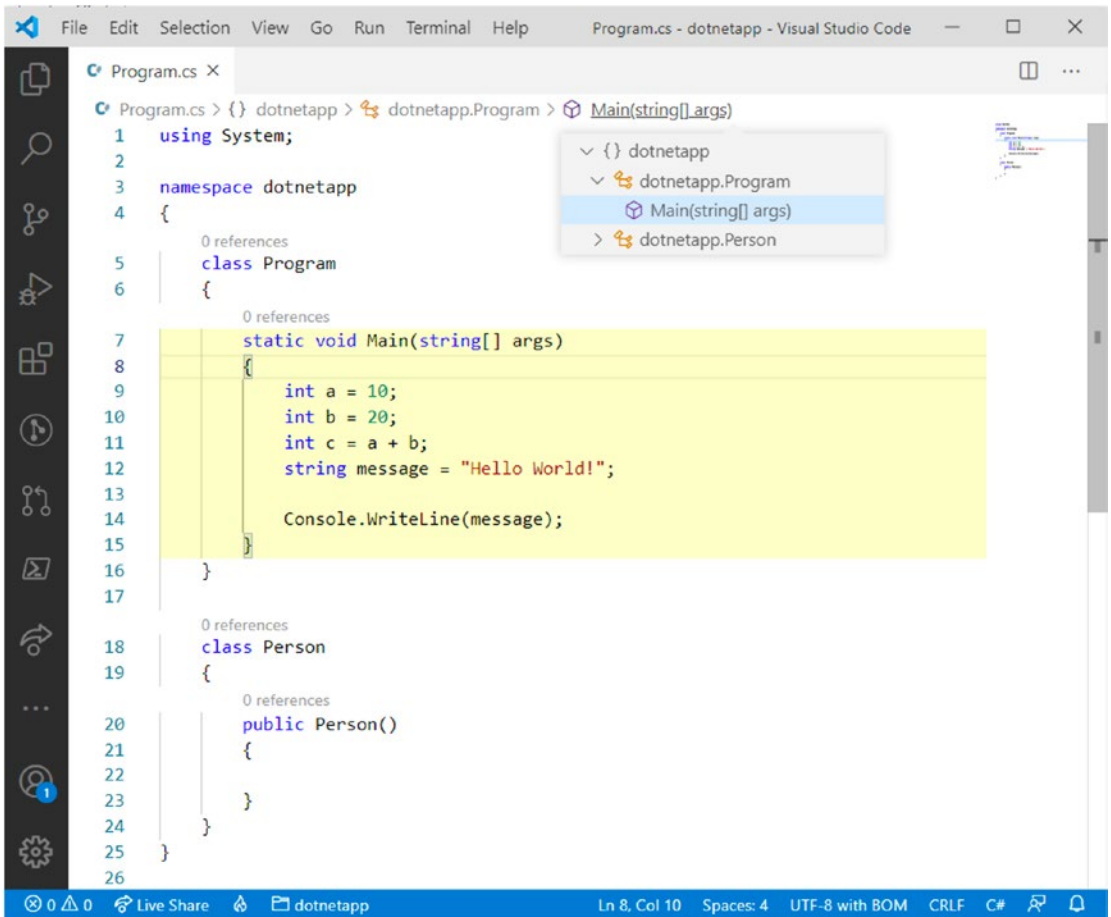 File Edit Selection View Go Run Terminal Help Program.cs - dotnetapp - Visual Studio Code
Program.cs
Program.cs > {} dotnetapp > dotnetapp.Program > Main(string[] args)
{} dotnetapp
dotnetapp.Program
Main(string[] args)
dotnetapp.Person
1 using System;
2
3 namespace dotnetapp
4 {
0 references
5 class Program
6 {
0 references
7 static void Main(string[] args)
8 {
9 int a = 10;
10 int b = 20;
11 int c = a + b;
12 string message = "Hello World!";
13
14 Console.WriteLine(message);
15 }
16 }
17
0 references
18 class Person
19 {
0 references
20 public Person()
21 {
22
23 }
24 }
25 }
26
1
0 0 Live Share dotnetapp Ln 8, Col 10 Spaces: 4 UTF-8 with BOM CRLF C#